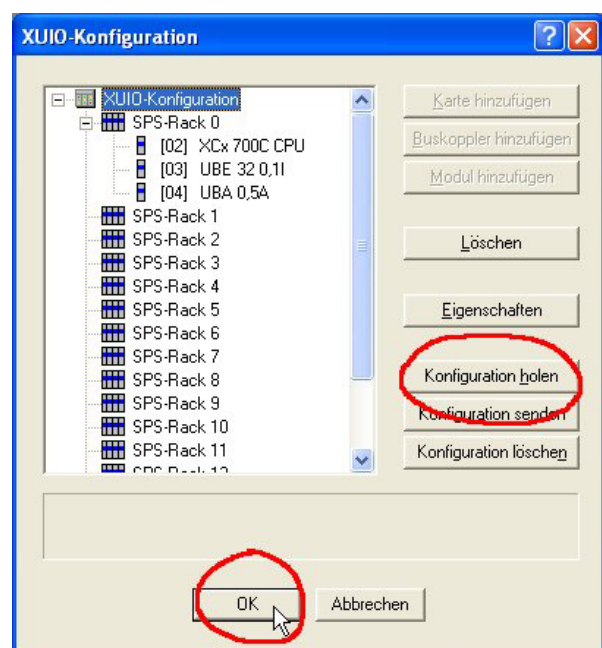 XUIO-Konfiguration
XUIO-Konfiguration
SPS-Rack 0
[02] XCx 700C CPU
[03] UBE 32 0,1I
[04] UBA 0,5A
SPS-Rack 1
SPS-Rack 2
SPS-Rack 3
SPS-Rack 4
SPS-Rack 5
SPS-Rack 6
SPS-Rack 7
SPS-Rack 8
SPS-Rack 9
SPS-Rack 10
SPS-Rack 11
SPS-Rack 12
Karte hinzufügen
Buskoppler hinzufügen
Modul hinzufügen
Löschen
Eigenschaften
Konfiguration holen
Konfiguration senden
Konfiguration löschen
OK
Abbrechen